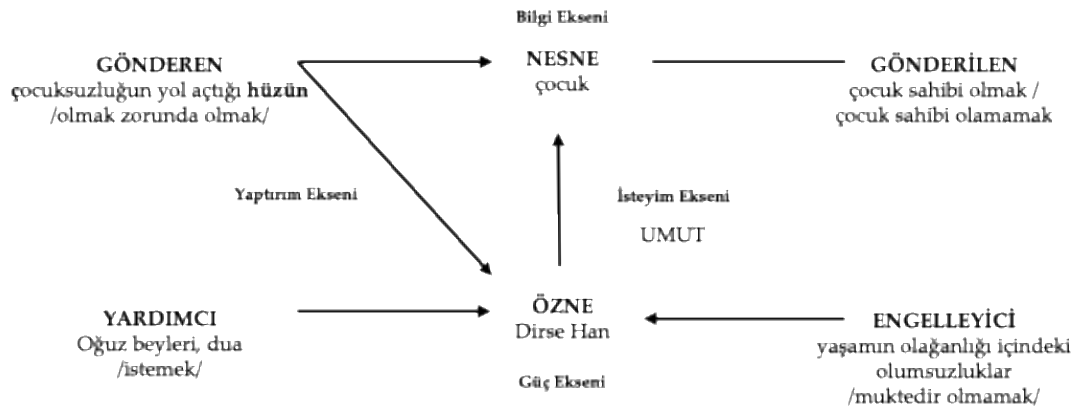 Bilgi Ekseni
GÖNDEREN
çocuksuzluğun yol açtığı hüzün
/olmak zorunda olmak/
NESNE
çocuk
GÖNDERİLEN
çocuk sahibi olmak /
çocuk sahibi olamamak
Yaptırım Ekseni
İsteyim Ekseni
UMUT
YARDIMCI
Oğuz beyleri, dua
/istemek/
ÖZNE
Dirse Han
Güç Ekseni
ENGELLEYİCİ
yaşamın olağanlığı içindeki
olumsuzluklar
/muktedir olmamak/